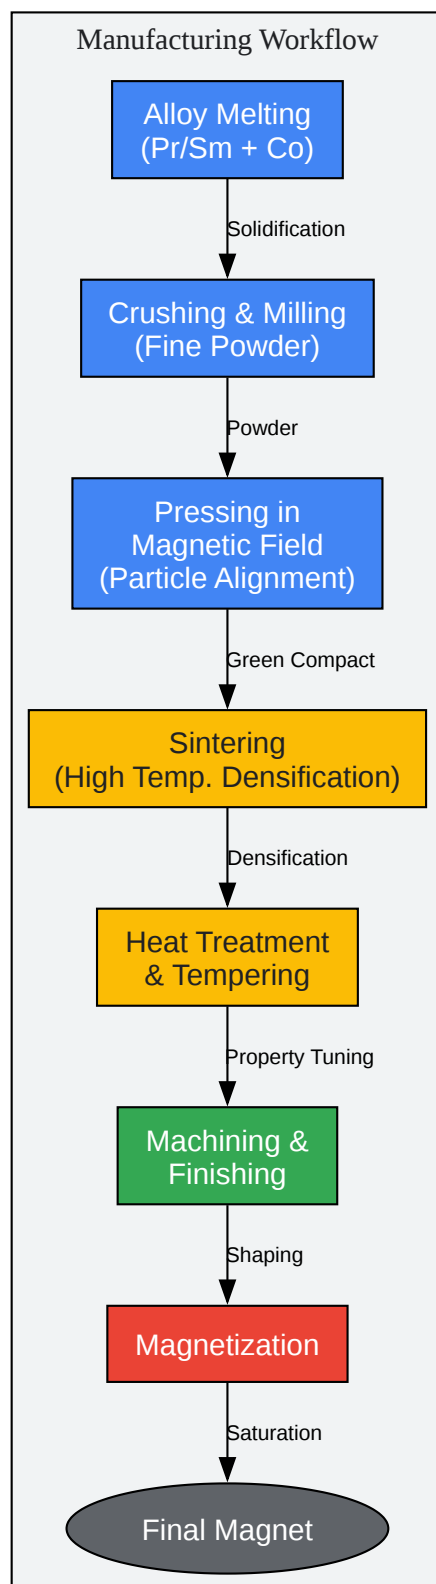 Manufacturing Workflow
Alloy Melting
(Pr/Sm + Co)
Solidification
Crushing & Milling
(Fine Powder)
Powder
Pressing in
Magnetic Field
(Particle Alignment)
Green Compact
Sintering
(High Temp. Densification)
Densification
Heat Treatment
& Tempering
Property Tuning
Machining &
Finishing
Shaping
Magnetization
Saturation
Final Magnet